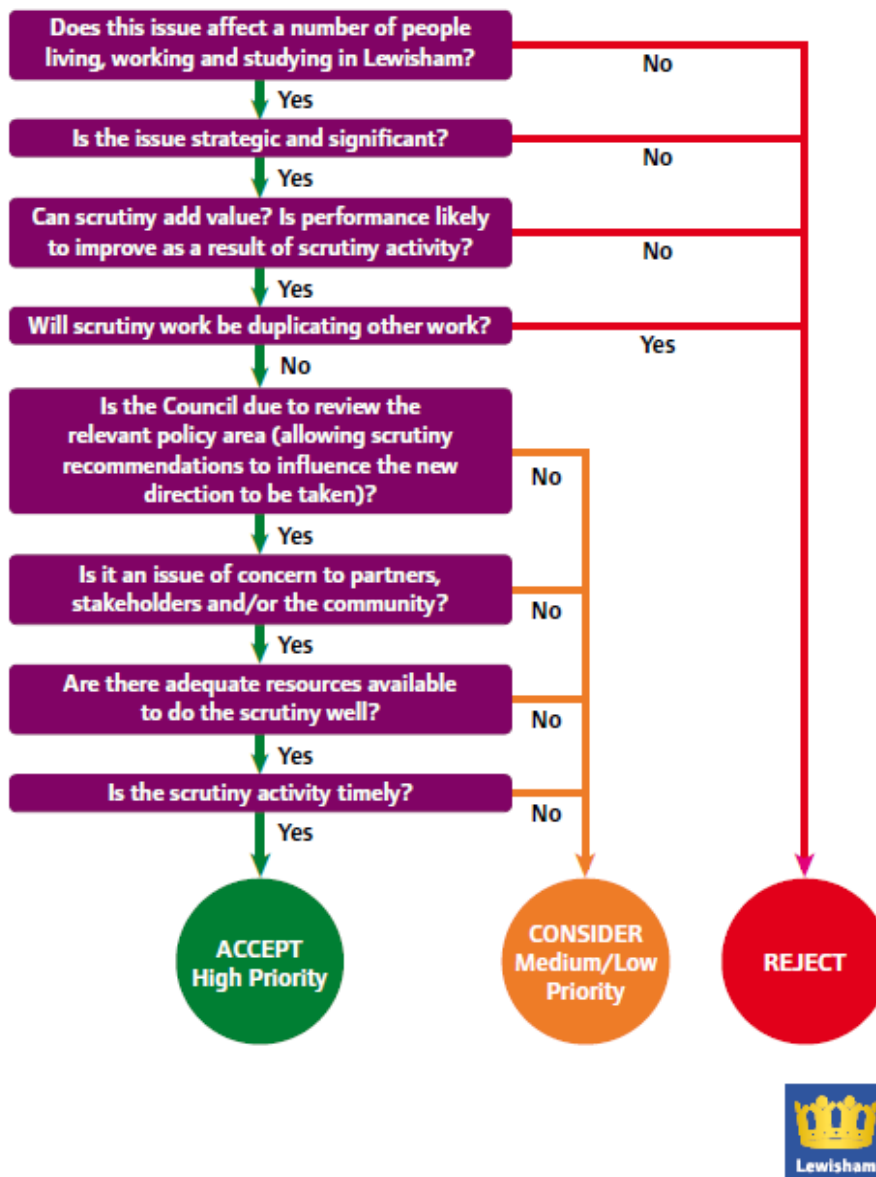 Does this issue affect a number of people
living, working and studying in Lewisham?
No
Yes
Is the issue strategic and significant?
No
Yes
Can scrutiny add value? Is performance likely
to improve as a result of scrutiny activity?
No
Yes
Will scrutiny work be duplicating other work?
Yes
No
Is the Council due to review the
relevant policy area (allowing scrutiny
recommendations to influence the new
direction to be taken)?
No
Yes
Is it an issue of concern to partners,
stakeholders and/or the community?
No
Yes
Are there adequate resources available
to do the scrutiny well?
No
Yes
Is the scrutiny activity timely?
No
Yes
ACCEPT
High Priority
CONSIDER
Medium/Low
Priority
REJECT
Lewisham